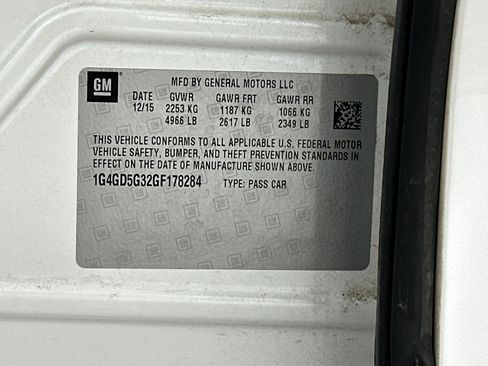 GM
MFD BY GENERAL MOTORS LLC
DATE GVWR GAWR FRT GAWR RR
12/15 2253 KG 1187 KG 1066 KG
4966 LB 2617 LB 2349 LB
THIS VEHICLE CONFORMS TO ALL APPLICABLE U.S. FEDERAL MOTOR
VEHICLE SAFETY, BUMPER, AND THEFT PREVENTION STANDARDS IN
EFFECT ON THE DATE OF MANUFACTURE SHOWN ABOVE.
1G4GD5G32GF178284 TYPE: PASS CAR